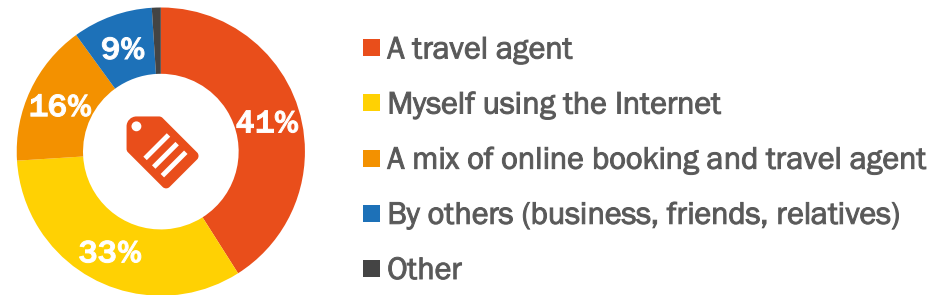 9%
16%
41%
33%
A travel agent
Myself using the Internet
A mix of online booking and travel agent
By others (business, friends, relatives)
Other